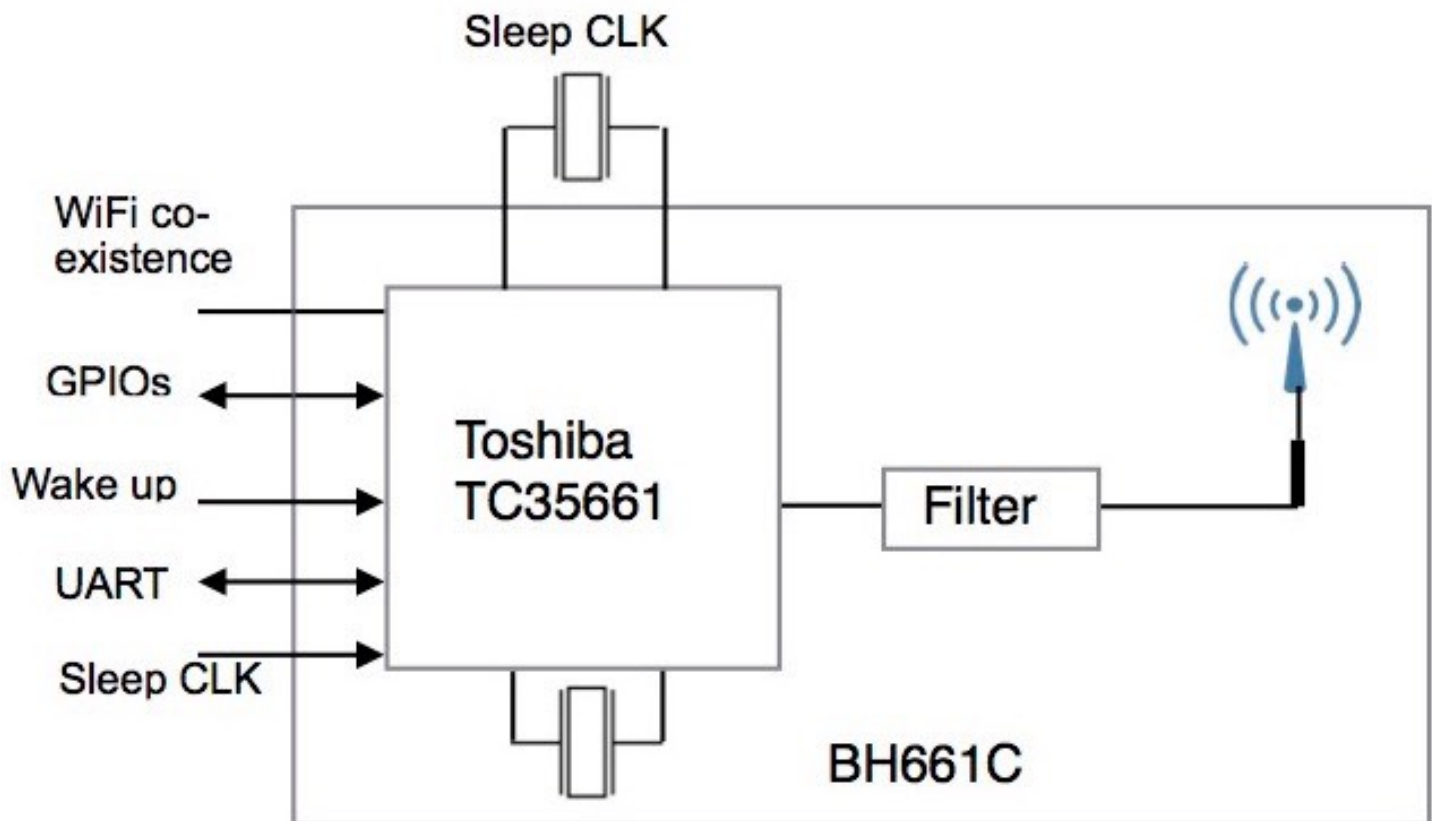 Sleep CLK
WiFi co-
existence
GPIOs
Wake up
UART
Sleep CLK
Toshiba
TC35661
Filter
BH661C